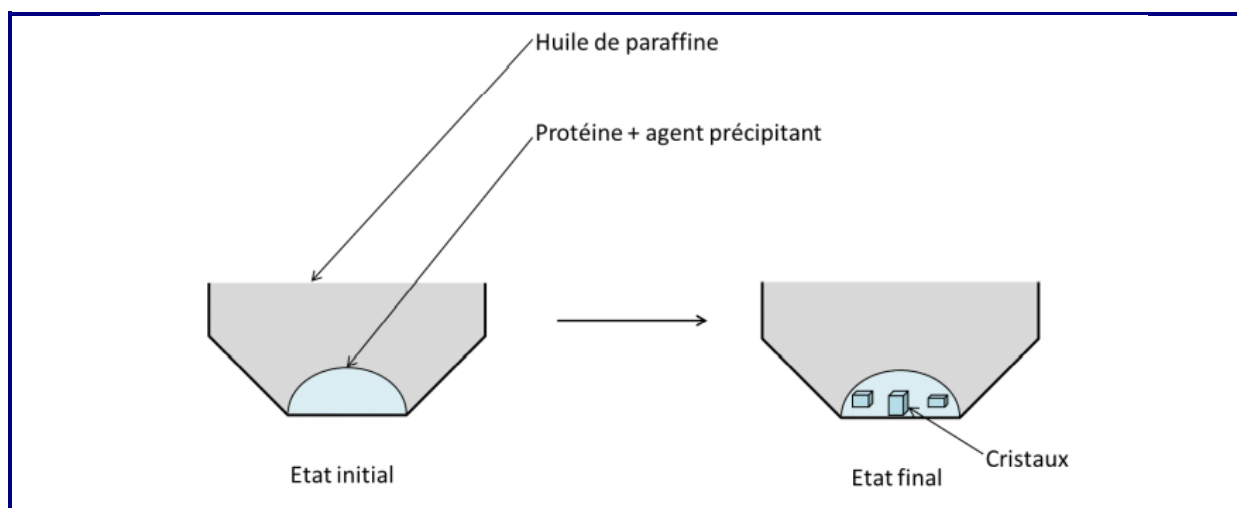 Huile de paraffine
Protéine + agent précipitant
Cristaux
Etat initial
Etat final